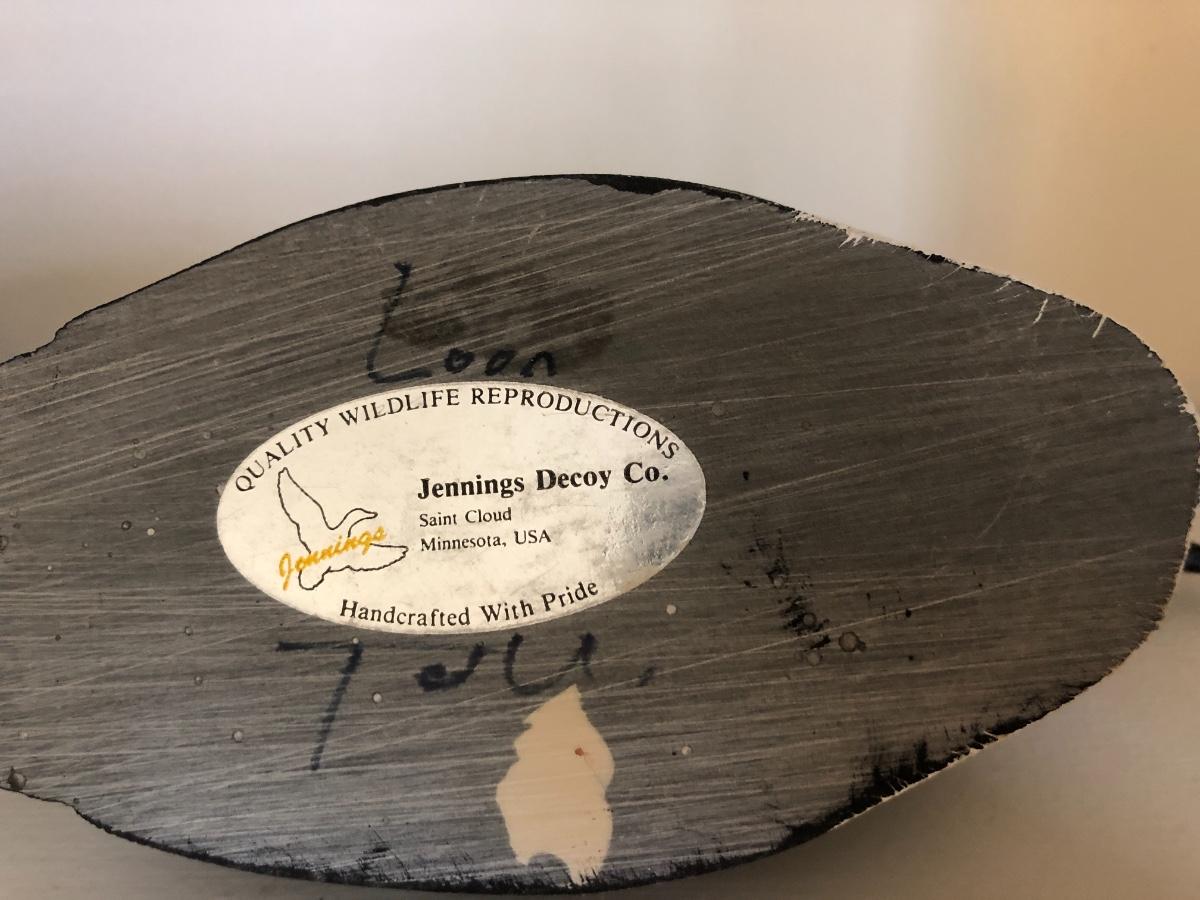 Loon
QUALITY WILDLIFE REPRODUCTIONS
Jennings Decoy Co.
Saint Cloud
Minnesota, USA
Jennings
Handcrafted With Pride